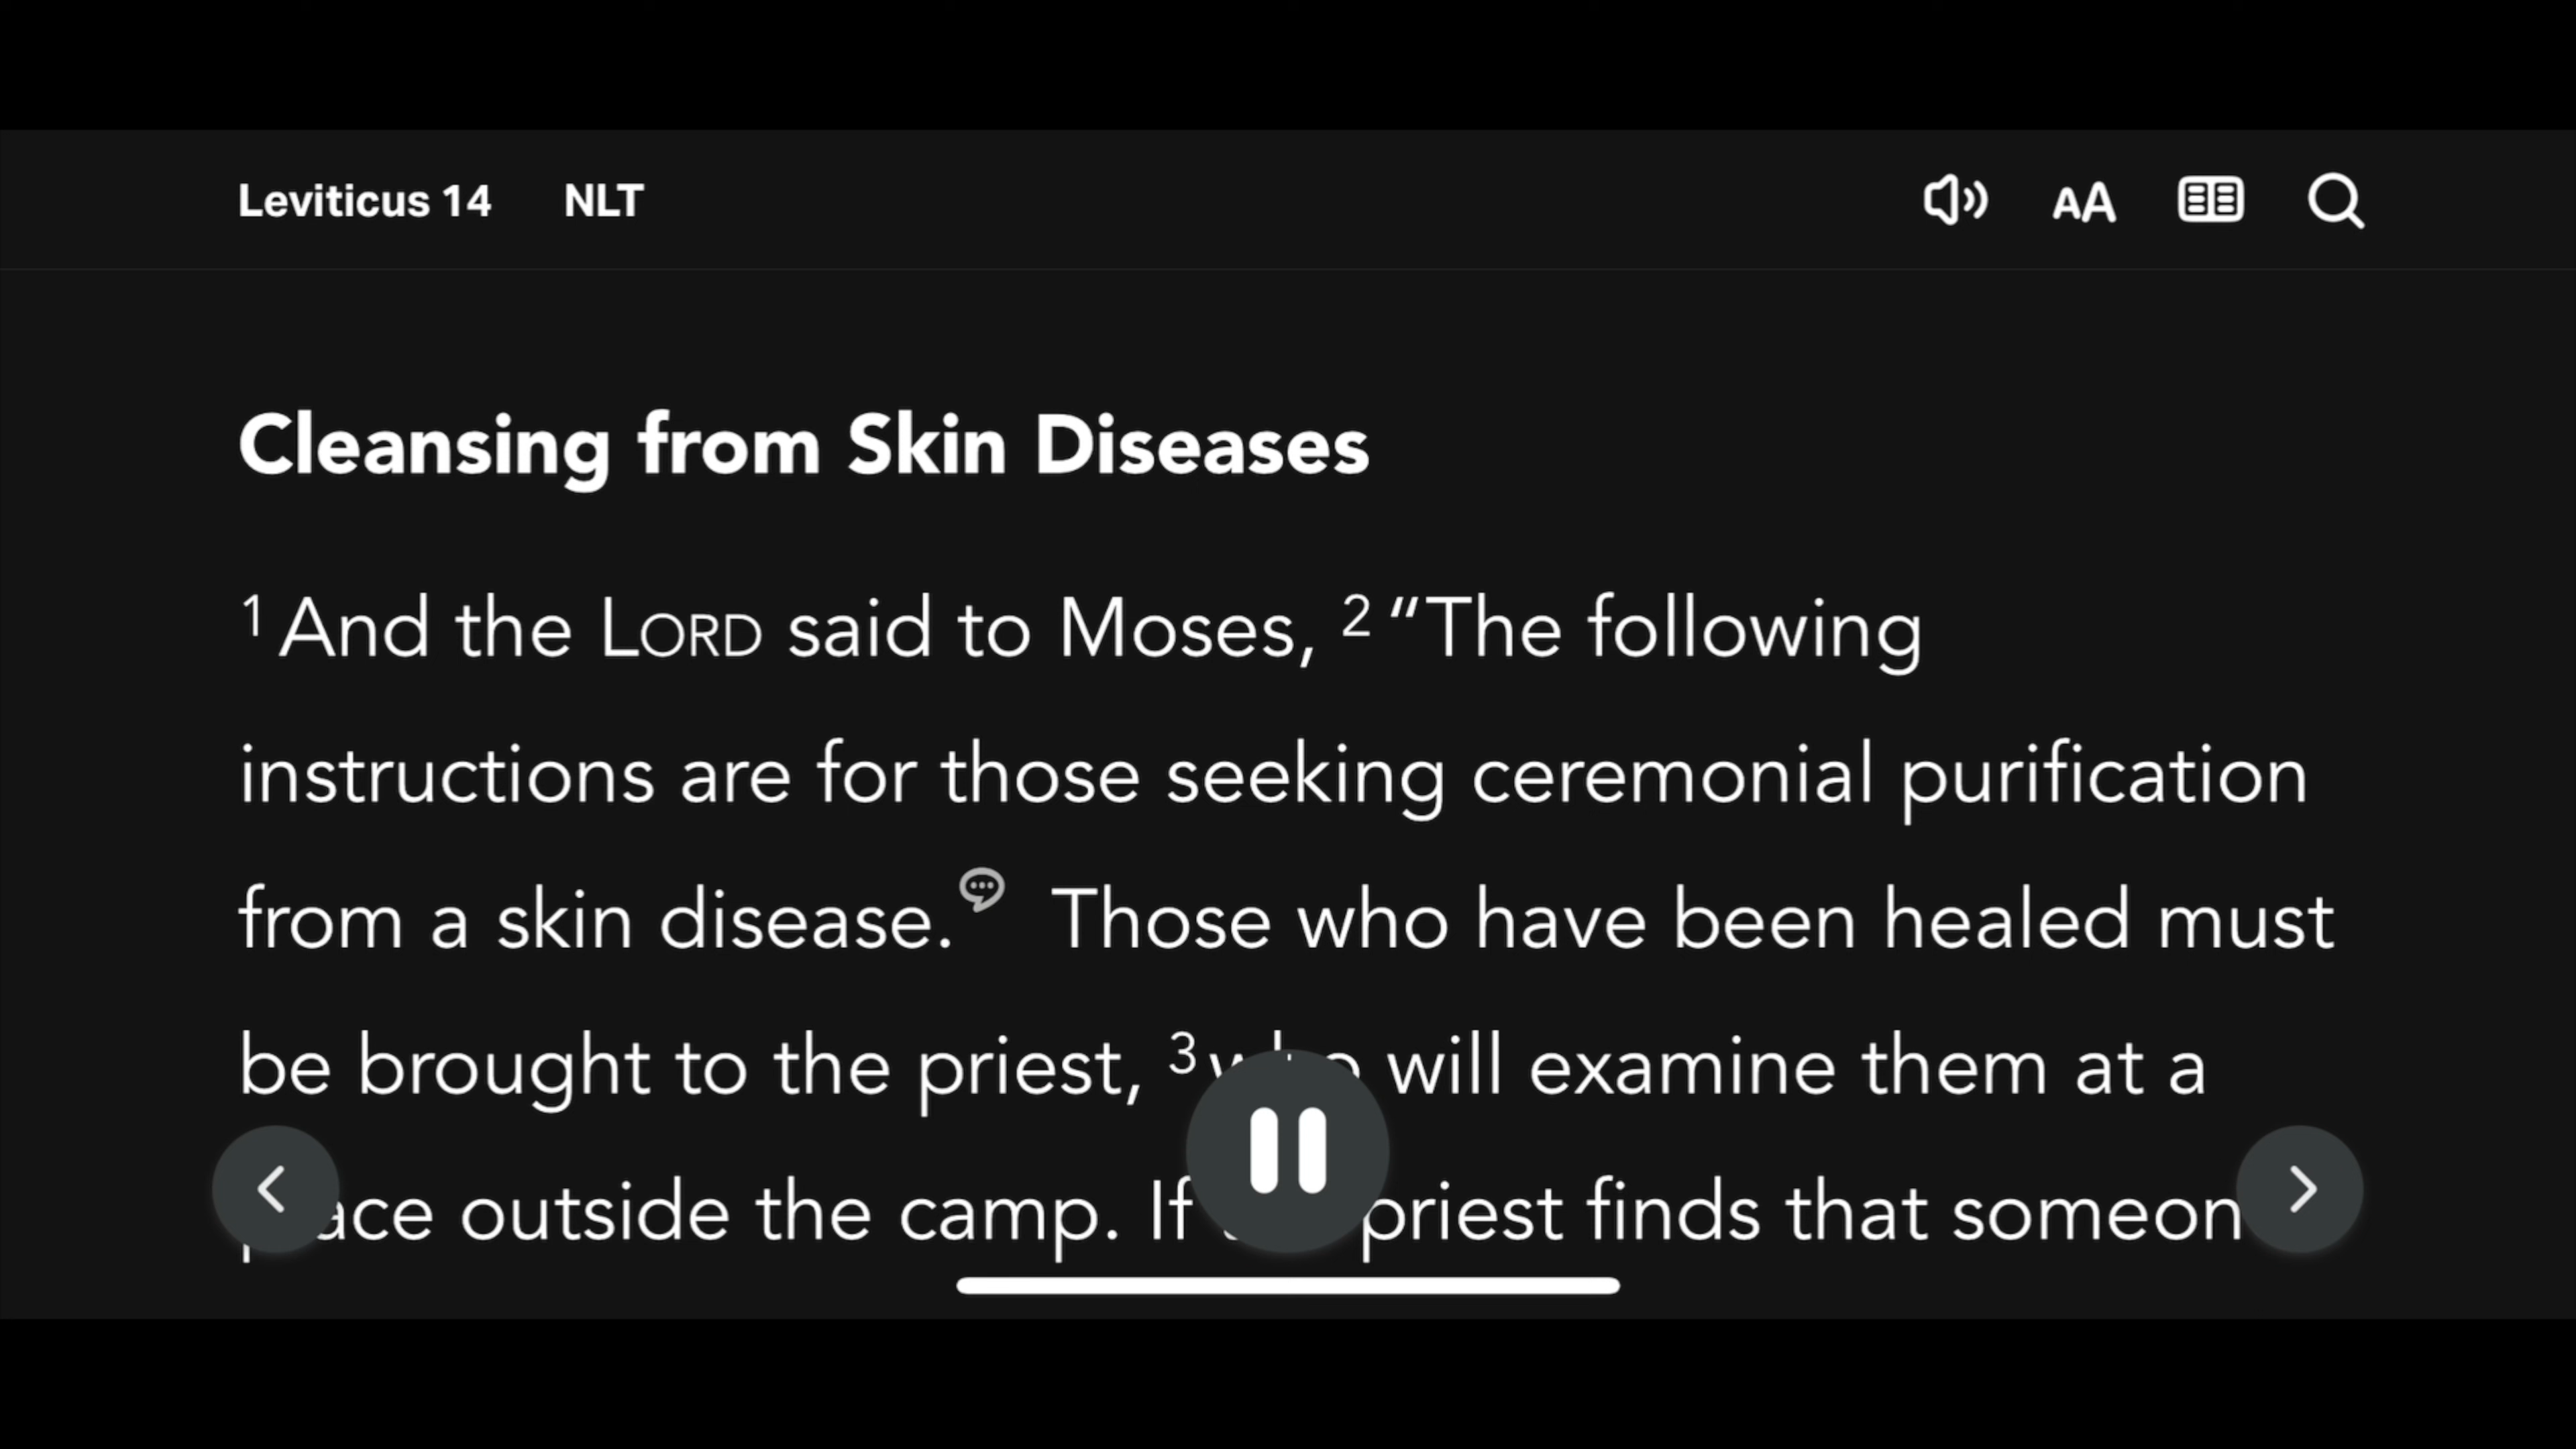 Leviticus 14 NLT AA
Cleansing from Skin Diseases
1 And the LORD said to Moses, 2 “The following
instructions are for those seeking ceremonial purification
from a skin disease. Those who have been healed must
be brought to the priest, 3 who will examine them at a
outside the camp. If priest finds that